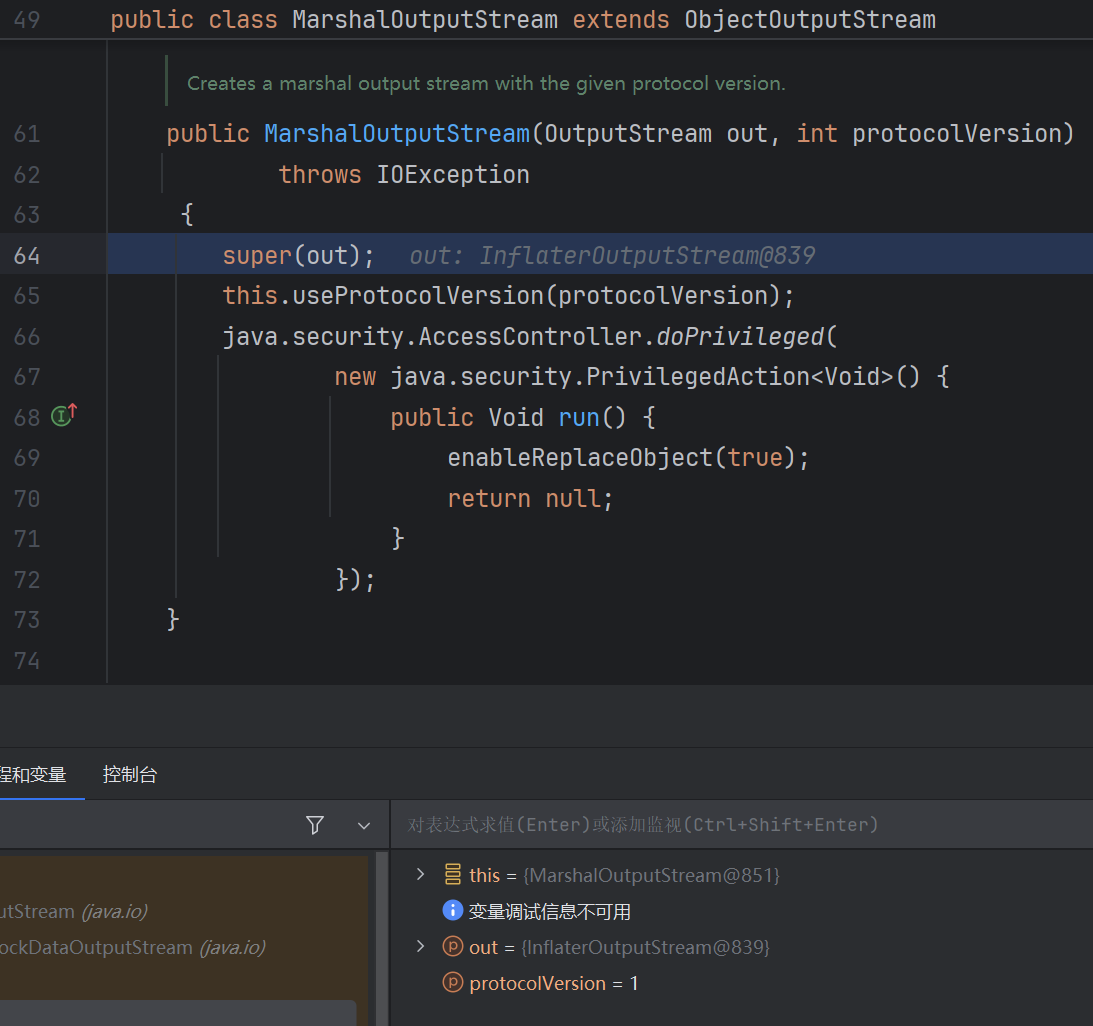 49 public class MarshalOutputStream extends ObjectOutputStream
Creates a marshal output stream with the given protocol version.
61 public MarshalOutputStream(OutputStream out, int protocolVersion)
62 throws IOException
63 {
64 super(out); out: InflaterOutputStream@839
65 this.useProtocolVersion(protocolVersion);
66 java.security.AccessController.doPrivileged(
67 new java.security.PrivilegedAction<Void>() {
68 public Void run() {
69 enableReplaceObject(true);
70 return null;
71 }
72 });
73 }
74
程和变量 控制台
对表达式求值(Enter)或添加监视(Ctrl+Shift+Enter)
this = {MarshalOutputStream@851}
utStream (java.io)
变量调试信息不可用
ockDataOutputStream (java.io)
out = {InflaterOutputStream@839}
protocolVersion = 1